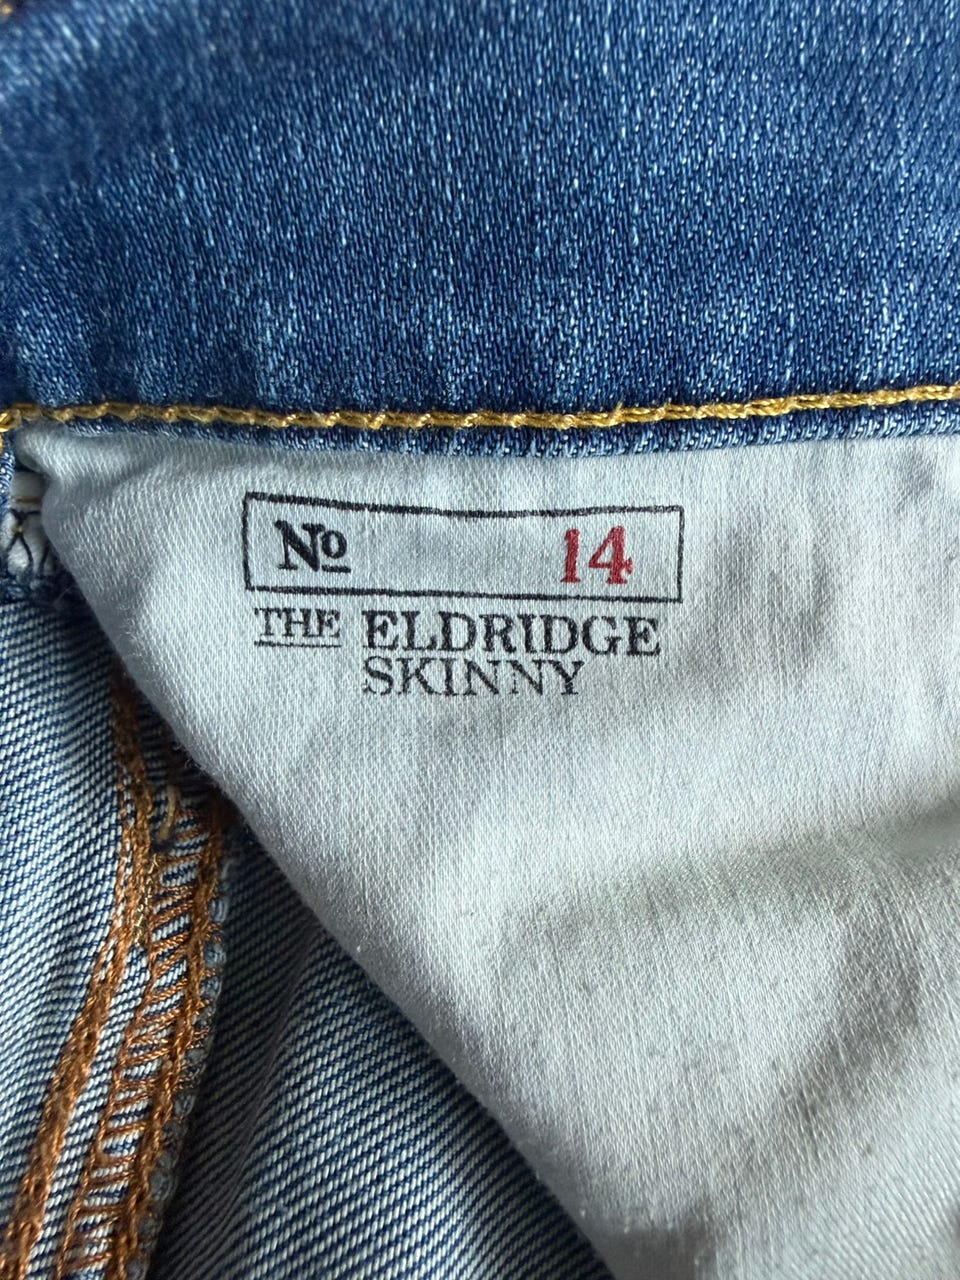 No 14
THE ELDRIDGE
SKINNY